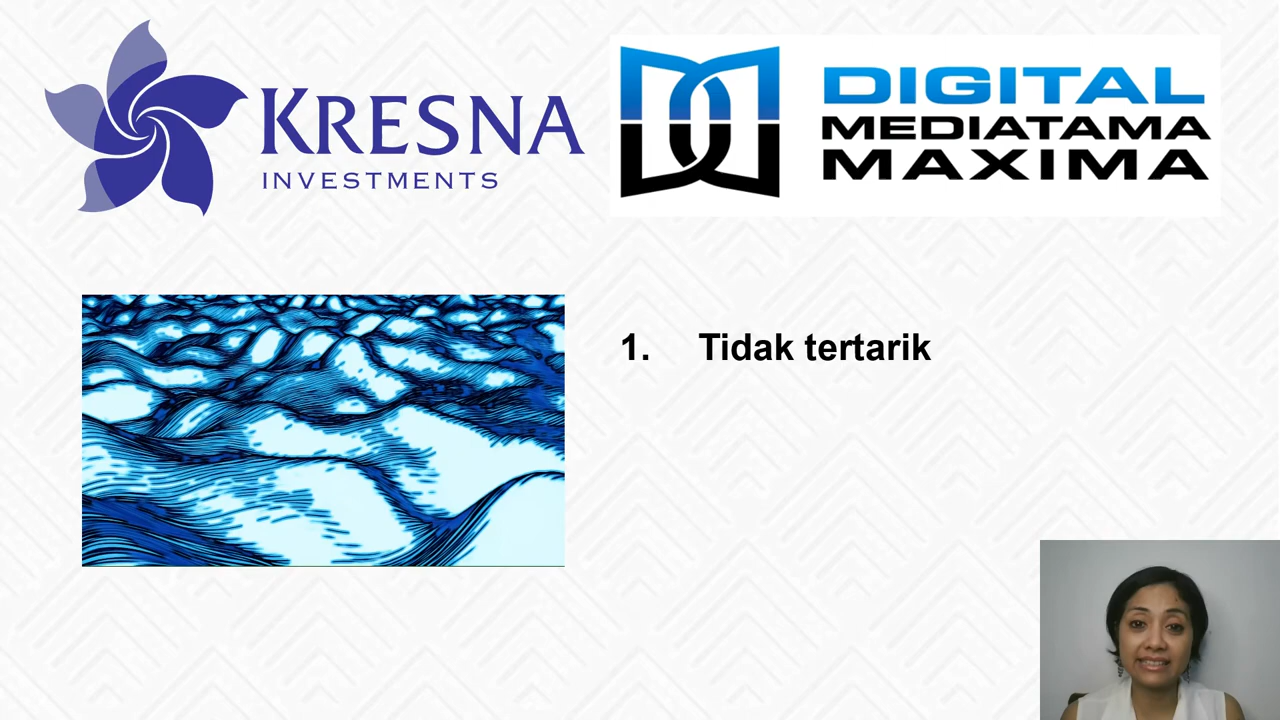 KRESNA
INVESTMENTS
DIGITAL
MEDIATAMA
MAXIMA
1. Tidak tertarik